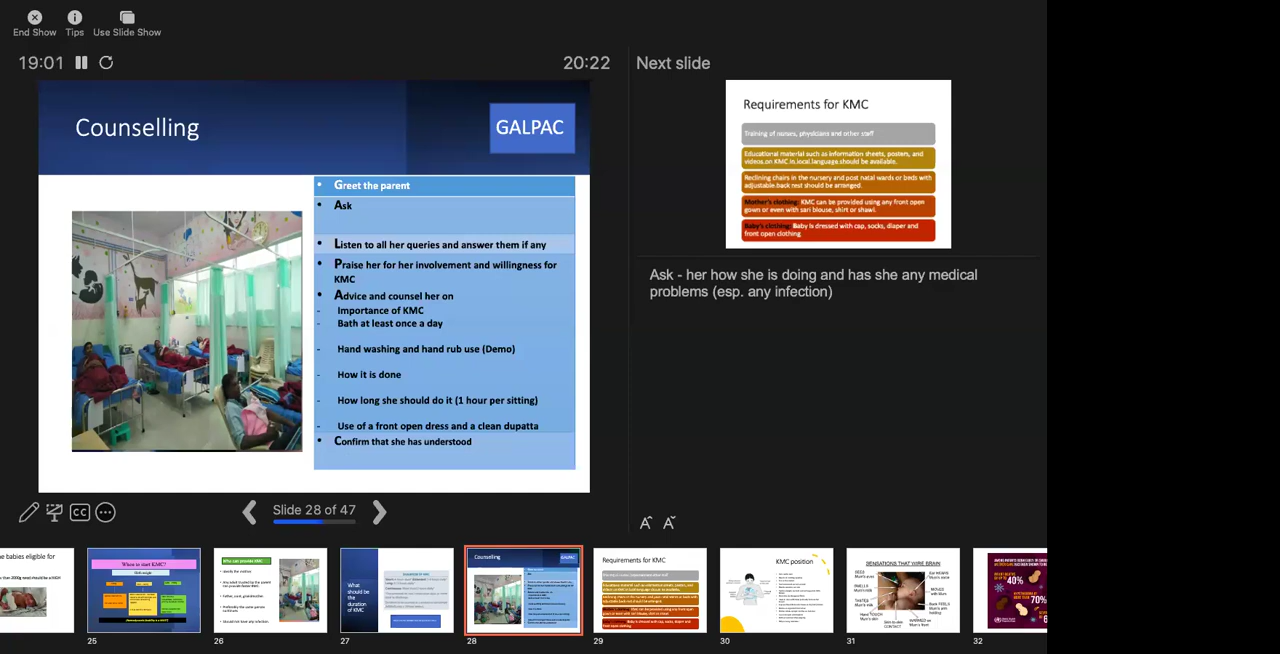 End Show
Tips
Use Slide Show
19:01
20:22
Next slide
Counselling
GALPAC
• Greet the parent
• Ask
• Listen to all her queries and answer them if any
• Praise her for her involvement and willingness for
KMC
• Advice and counsel her on
- Importance of KMC
- Bath at least once a day
- Hand washing and hand rub use (Demo)
- How it is done
- How long she should do it (1 hour per sitting)
- Use of a front open dress and a clean dupatta
• Confirm that she has understood
Requirements for KMC
Training of nurses, physicians and other staff
Educational material such as information sheets, posters, and
videos on KMC in local language should be available.
Reclining chairs in the nursery and post natal wards or beds with
adjustable back rest should be arranged.
Mother's clothing: KMC can be provided using any front open
gown or even with sari blouse, shirt or shawl.
Baby's clothing: Baby is dressed with cap, socks, diaper and
front open clothing
Ask - her how she is doing and has she any medical
problems (esp. any infection)
CC
Slide 28 of 47
A A
babies eligible for
When to start KMC?
Who can provide KMC
What
should be
the
duration
of KMC
Counselling
GALPAC
Requirements for KMC
KMC position
SENSATIONS THAT WIRE BRAIN
40%
70%
25
26
27
28
29
30
31
32